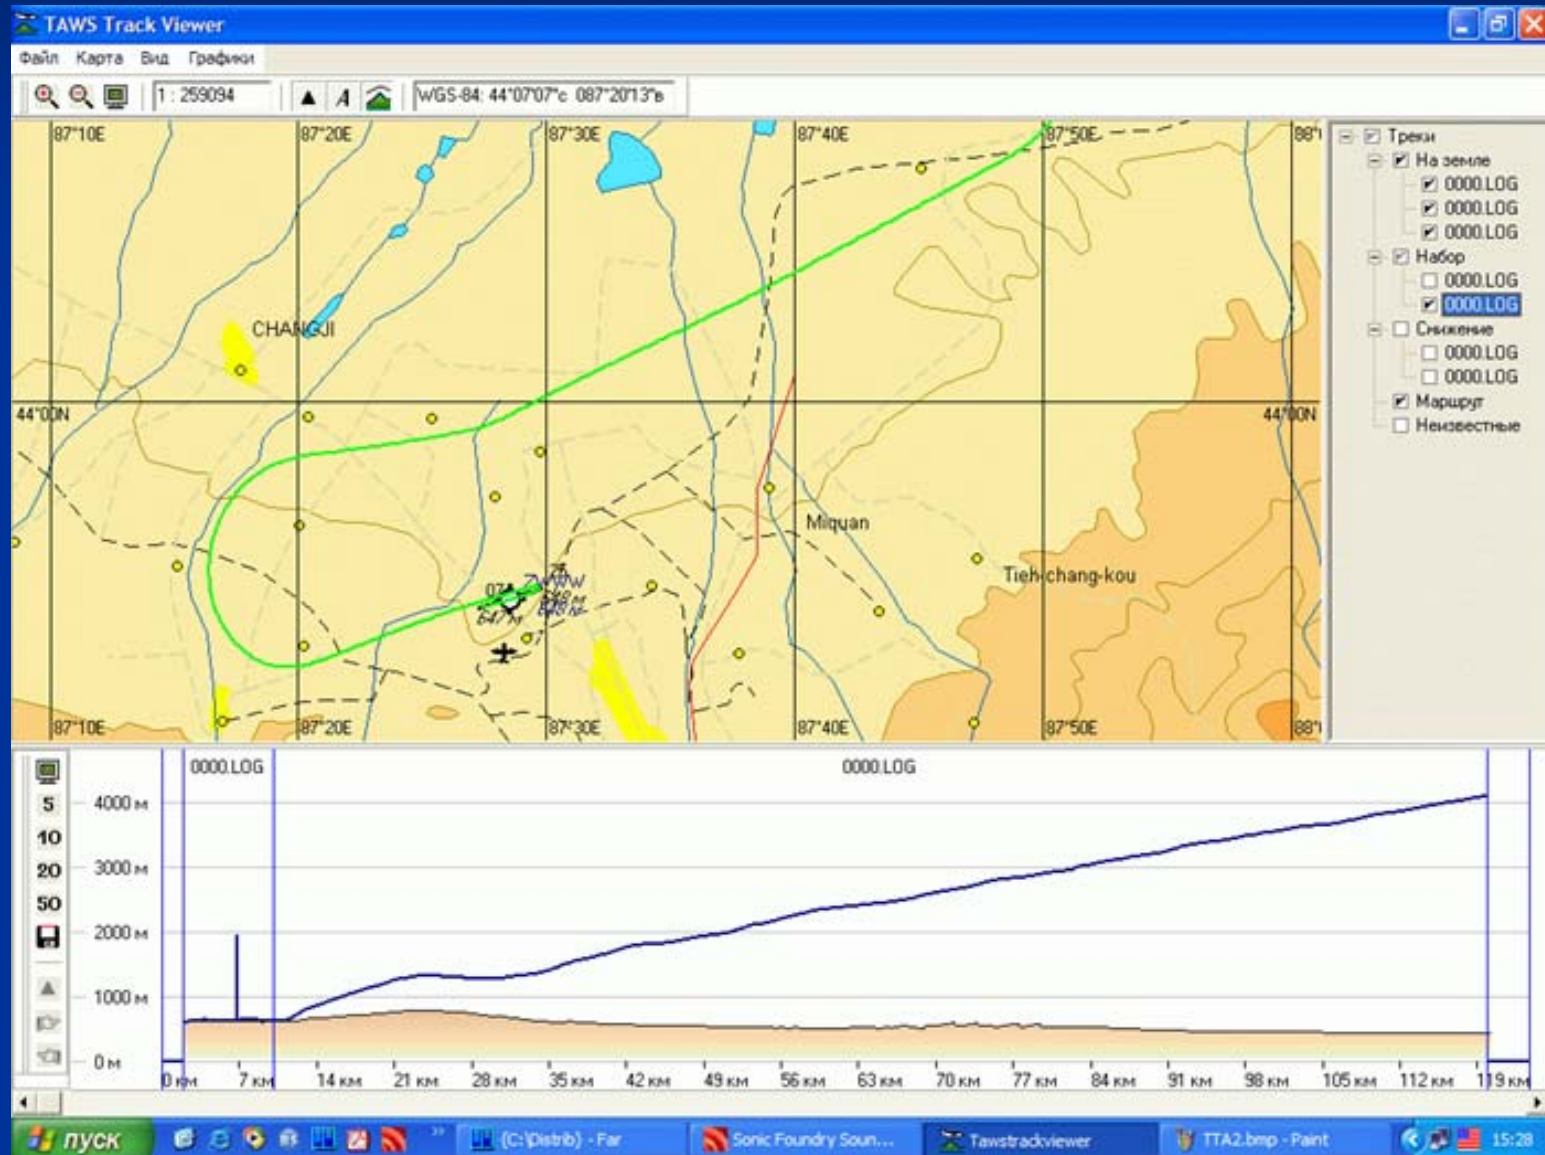 TAWS Track Viewer
Файл Карта Вид Графики
1 : 259094 A WGS-84: 44°07'07"с 087°20'13"в
87°10E 87°20E 87°30E 87°40E 87°50E 88°
CHANGJI
44°00N 44°00N
Miquan
Tieh-chang-kou
ZWWW
647 м
87°10E 87°20E 87°30E 87°40E 87°50E 88°
Треки
На земле
0000.LOG
0000.LOG
0000.LOG
Набор
0000.LOG
0000.LOG
Снижение
0000.LOG
0000.LOG
Маршрут
Неизвестные
0000.LOG 0000.LOG
5
10
20
50
4000 м
3000 м
2000 м
1000 м
0 м
0 км 7 км 14 км 21 км 28 км 35 км 42 км 49 км 56 км 63 км 70 км 77 км 84 км 91 км 98 км 105 км 112 км 119 км
пуск » {C:\Distrib} - Far Sonic Foundry Soun... Tawstrackviewer TTA2.bmp - Paint 15:28